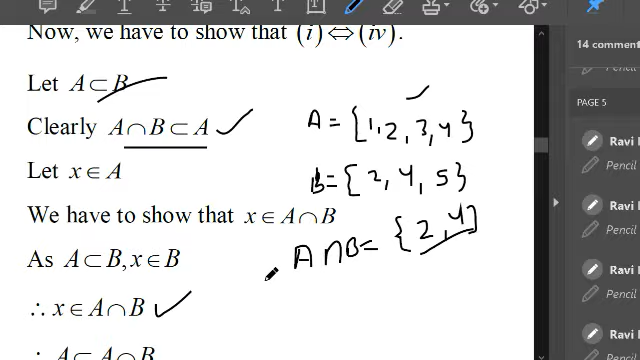 Now, we have to show that (i) ⇔ (iv).
Let A ⊂ B
Clearly A ∩ B ⊂ A
Let x ∈ A
We have to show that x ∈ A ∩ B
As A ⊂ B, x ∈ B
∴ x ∈ A ∩ B
∴ A ⊂ A ∩ B
A = {1, 2, 3, 4}
B = {2, 4, 5}
A ∩ B = {2, 4}
14 comment
PAGE 5
Ravi
Pencil
Ravi
Pencil
Ravi
Pencil
Ravi
Pencil
Ravi